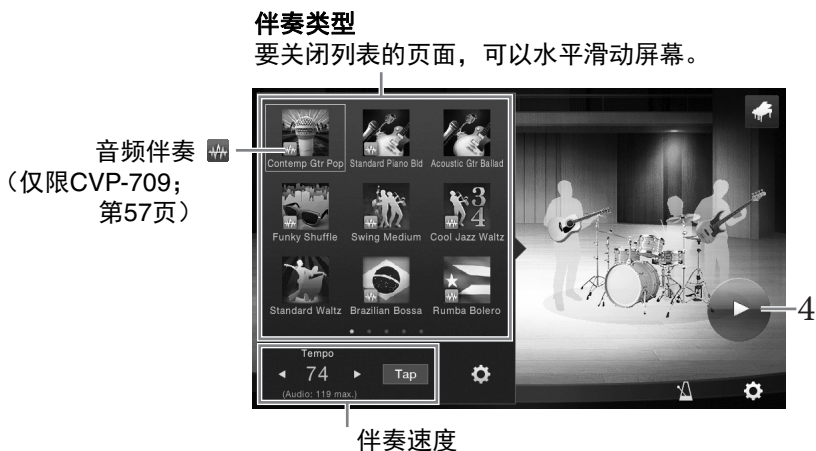 伴奏类型
要关闭列表的页面，可以水平滑动屏幕。
音频伴奏
（仅限CVP-709；
第57页）
Contemp Gtr Pop
Standard Piano Bld
Acoustic Gtr Ballad
3
4
Funky Shuffle
Swing Medium
Cool Jazz Waltz
Standard Waltz
Brazilian Bossa
Rumba Bolero
4
Tempo
74
Tap
(Audio: 119 max.)
伴奏速度